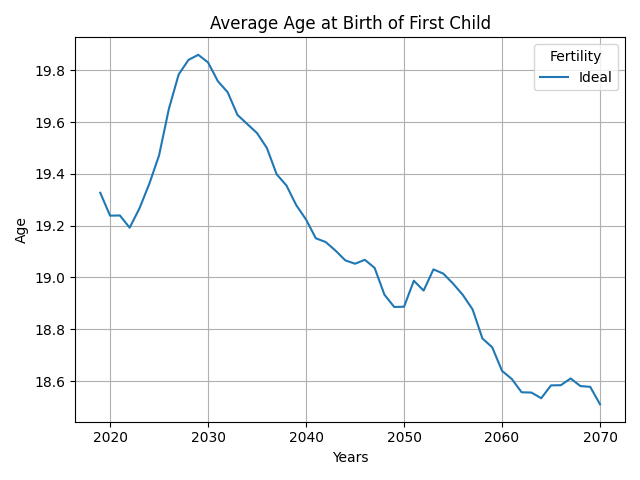 Average Age at Birth of First Child
Fertility
Ideal
19.8
19.6
19.4
19.2
19.0
18.8
18.6
Age
2020 2030 2040 2050 2060 2070
Years